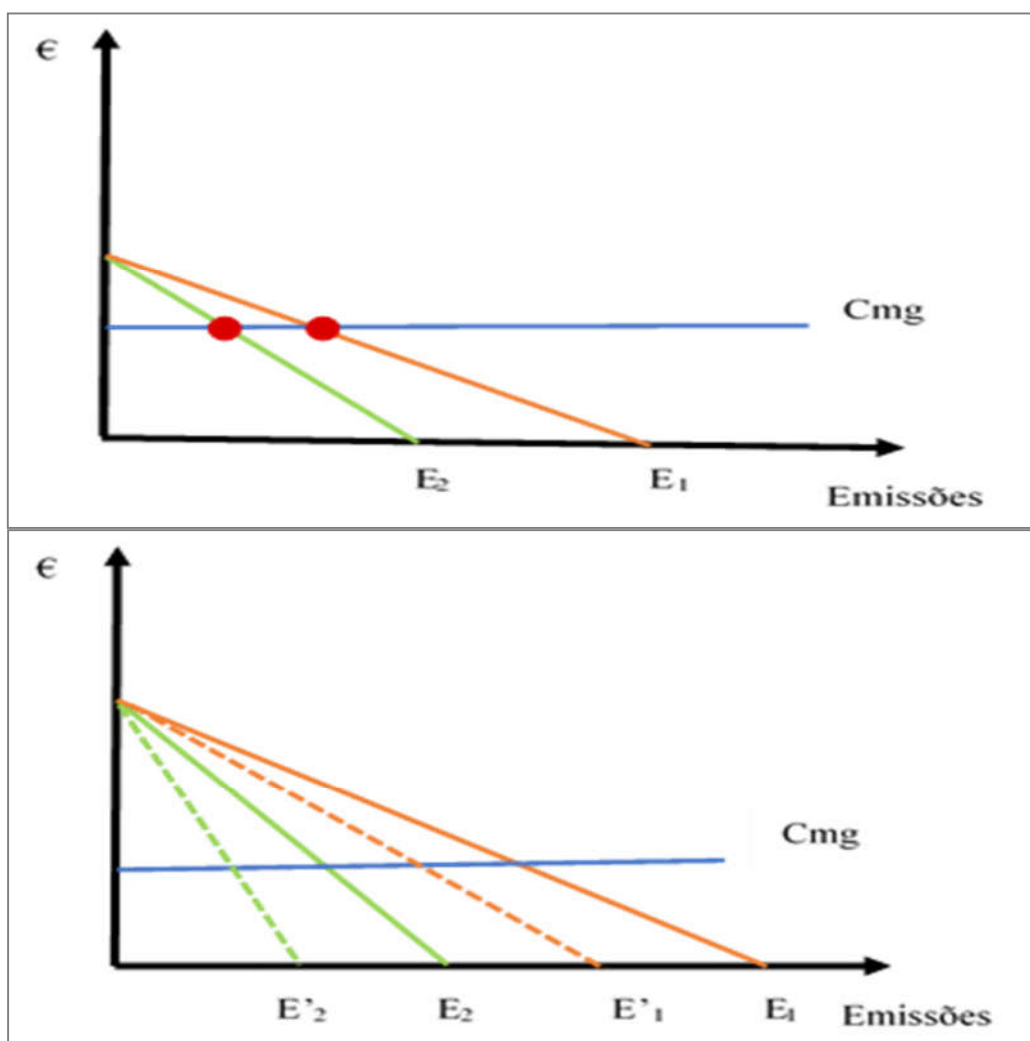 €
Cmg
E₂ E₁
Emissões
€
Cmg
E'₂ E₂ E'₁ E₁
Emissões